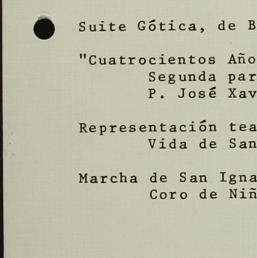 Suite Gótica, de B
"Cuatrocientos Año
Segunda par
P. José Xav
Representación tea
Vida de San
Marcha de San Igna
Coro de Niñ